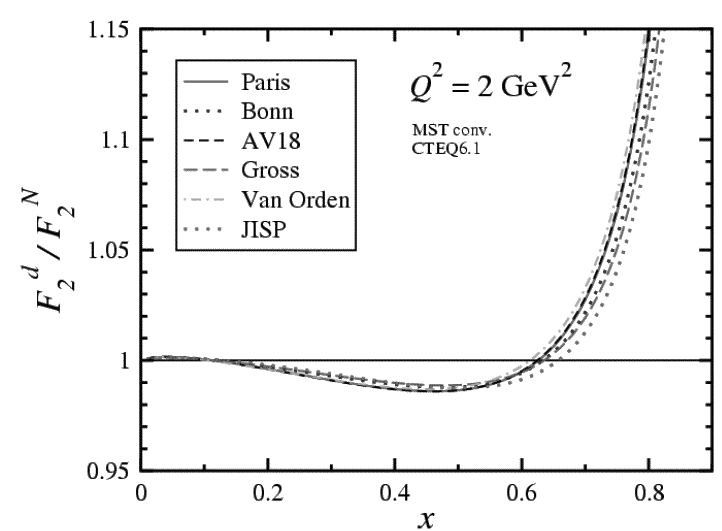 1.15
1.1
1.05
1
0.95
F₂ᵈ / F₂ᴺ
Paris
Bonn
AV18
Gross
Van Orden
JISP
Q² = 2 GeV²
MST conv.
CTEQ6.1
0 0.2 0.4 0.6 0.8
x